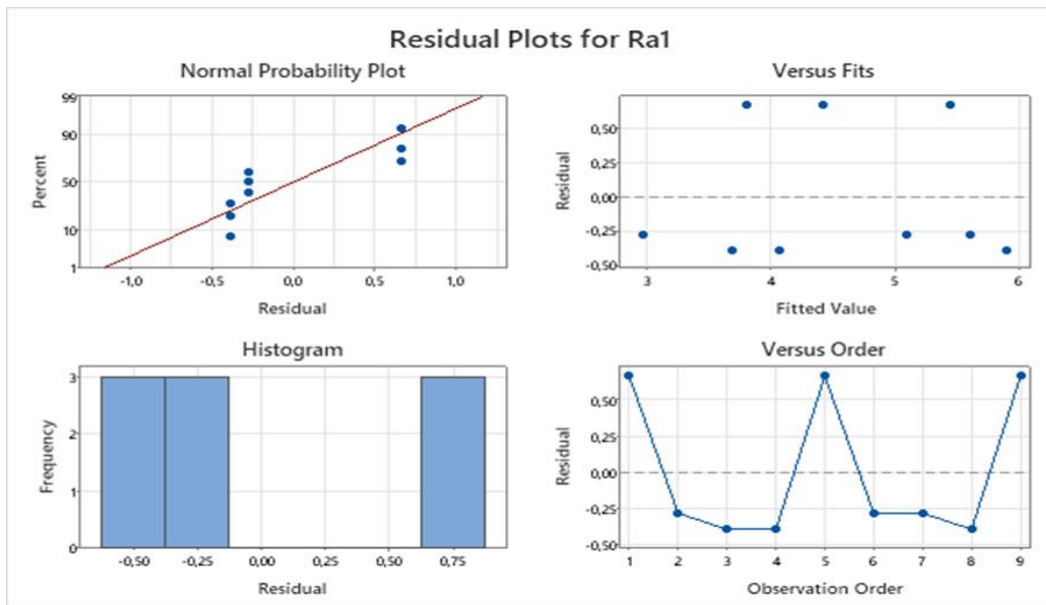 Residual Plots for Ra1
Normal Probability Plot
99
90
50
10
1
Percent
-1,0 -0,5 0,0 0,5 1,0
Residual
Versus Fits
0,50
0,25
0,00
-0,25
-0,50
Residual
3 4 5 6
Fitted Value
Histogram
3
2
1
0
Frequency
-0,50 -0,25 0,00 0,25 0,50 0,75
Residual
Versus Order
0,50
0,25
0,00
-0,25
-0,50
Residual
1 2 3 4 5 6 7 8 9
Observation Order